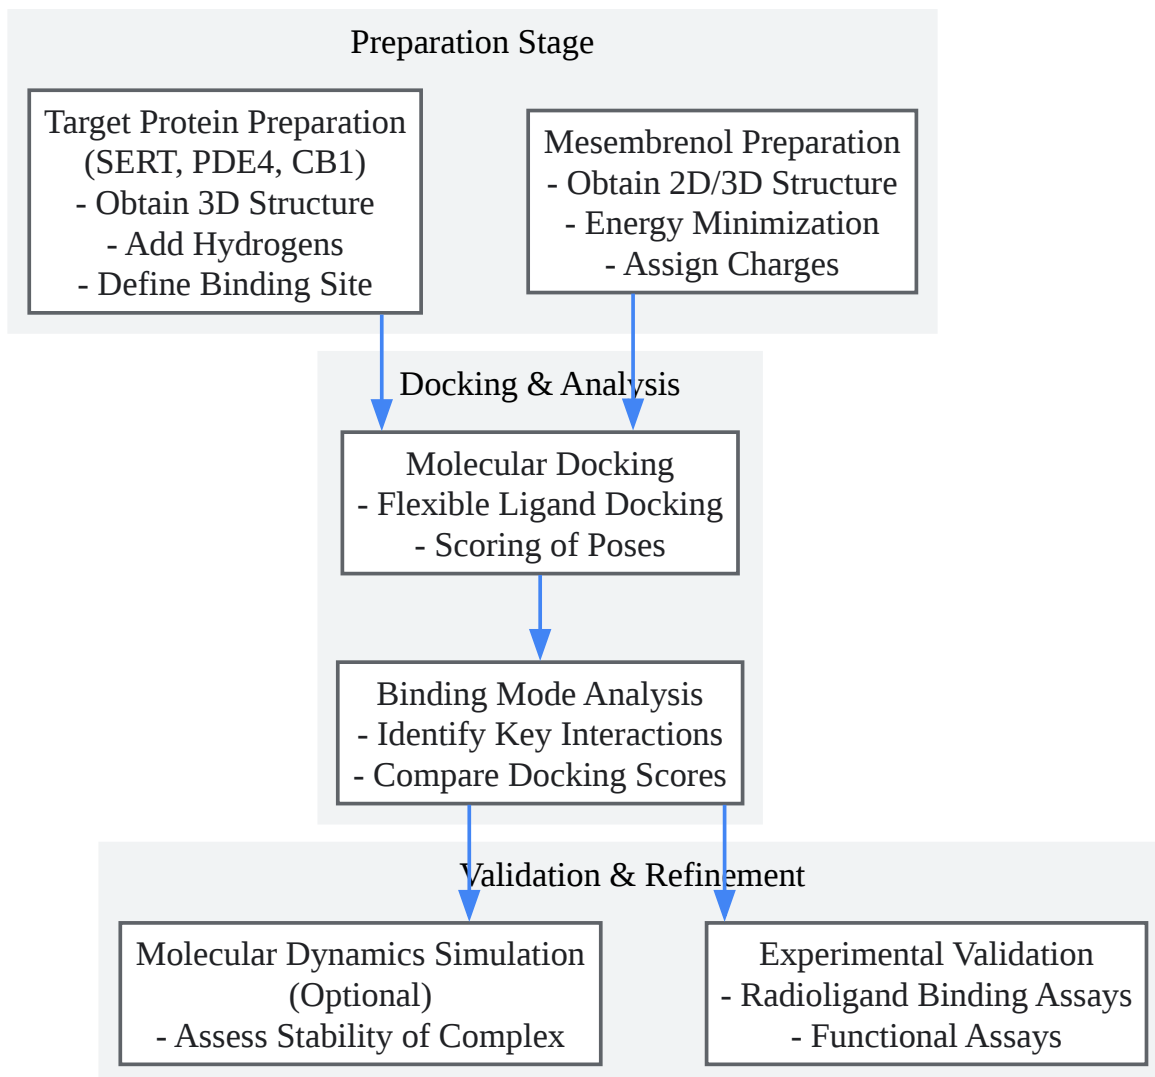 Preparation Stage
Target Protein Preparation
(SERT, PDE4, CB1)
- Obtain 3D Structure
- Add Hydrogens
- Define Binding Site
Mesembrenol Preparation
- Obtain 2D/3D Structure
- Energy Minimization
- Assign Charges
Docking & Analysis
Molecular Docking
- Flexible Ligand Docking
- Scoring of Poses
Binding Mode Analysis
- Identify Key Interactions
- Compare Docking Scores
Validation & Refinement
Molecular Dynamics Simulation
(Optional)
- Assess Stability of Complex
Experimental Validation
- Radioligand Binding Assays
- Functional Assays